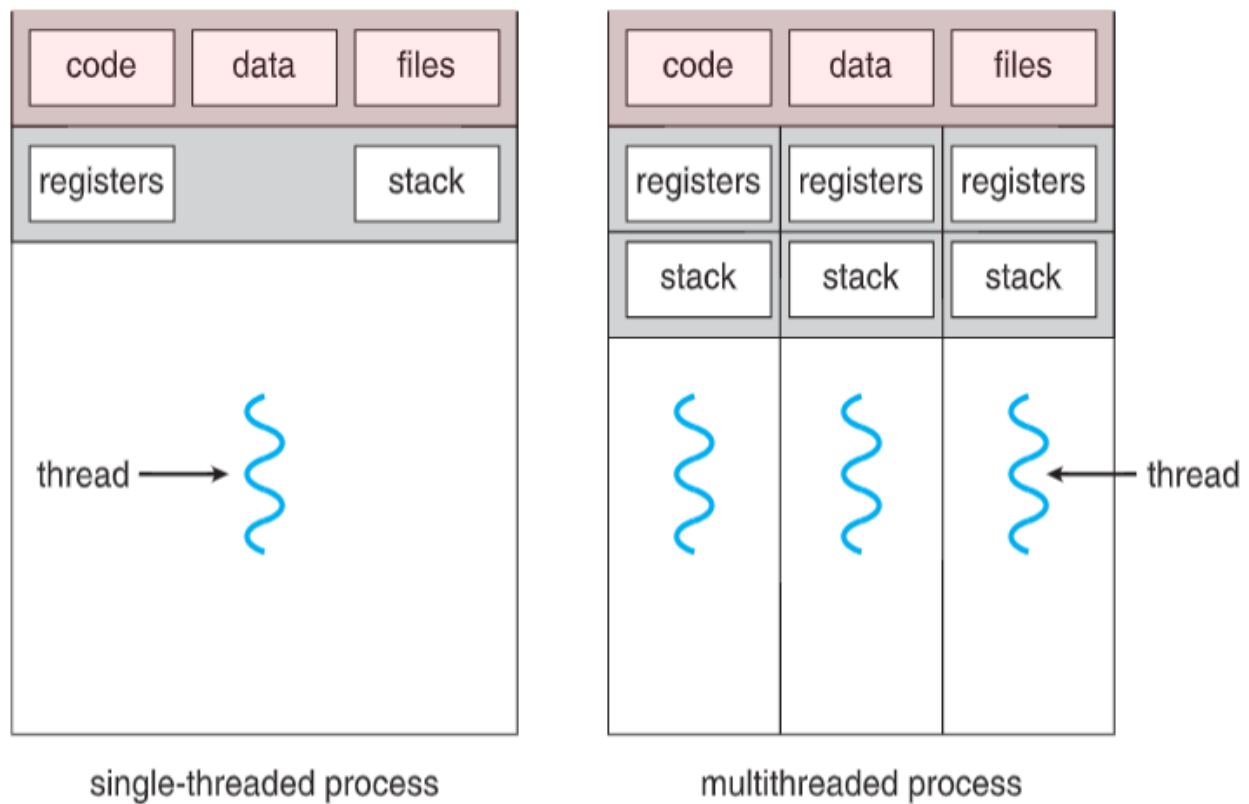 code data files
registers stack
thread
single-threaded process
code data files
registers registers registers
stack stack stack
thread
multithreaded process